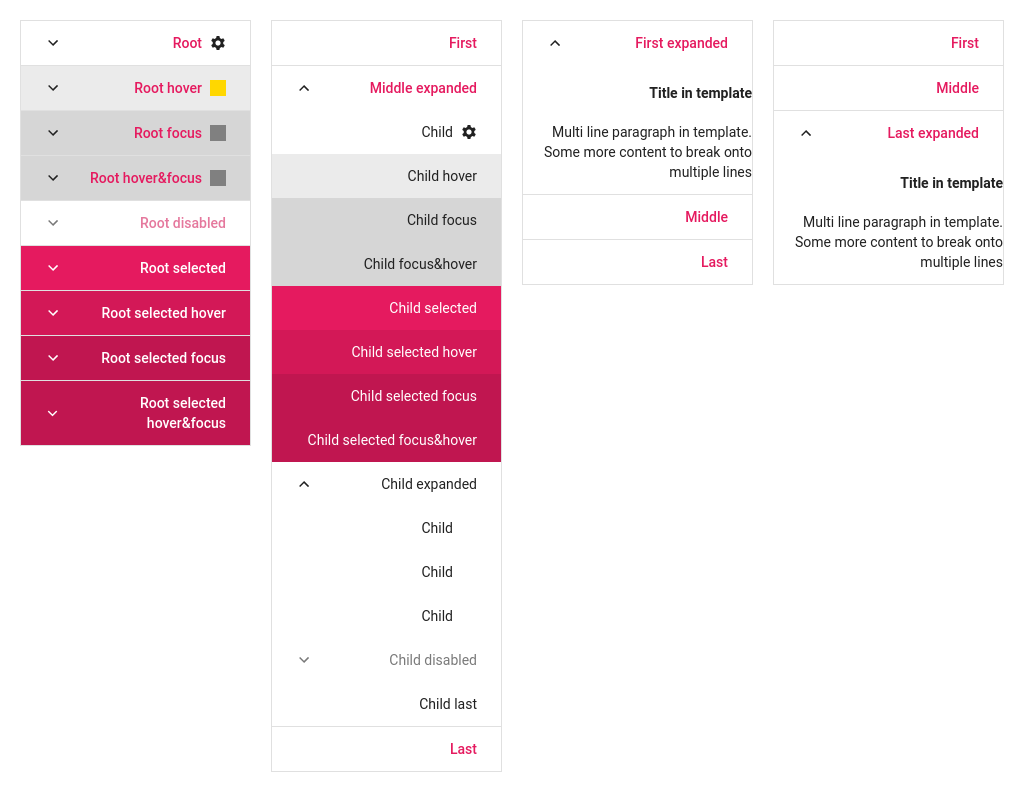 Root
Root hover
Root focus
Root hover&focus
Root disabled
Root selected
Root selected hover
Root selected focus
Root selected
hover&focus
First
Middle expanded
Child
Child hover
Child focus
Child focus&hover
Child selected
Child selected hover
Child selected focus
Child selected focus&hover
Child expanded
Child
Child
Child
Child disabled
Child last
Last
First expanded
Title in template
Multi line paragraph in template.
Some more content to break onto
multiple lines
Middle
Last
First
Middle
Last expanded
Title in template
Multi line paragraph in template.
Some more content to break onto
multiple lines